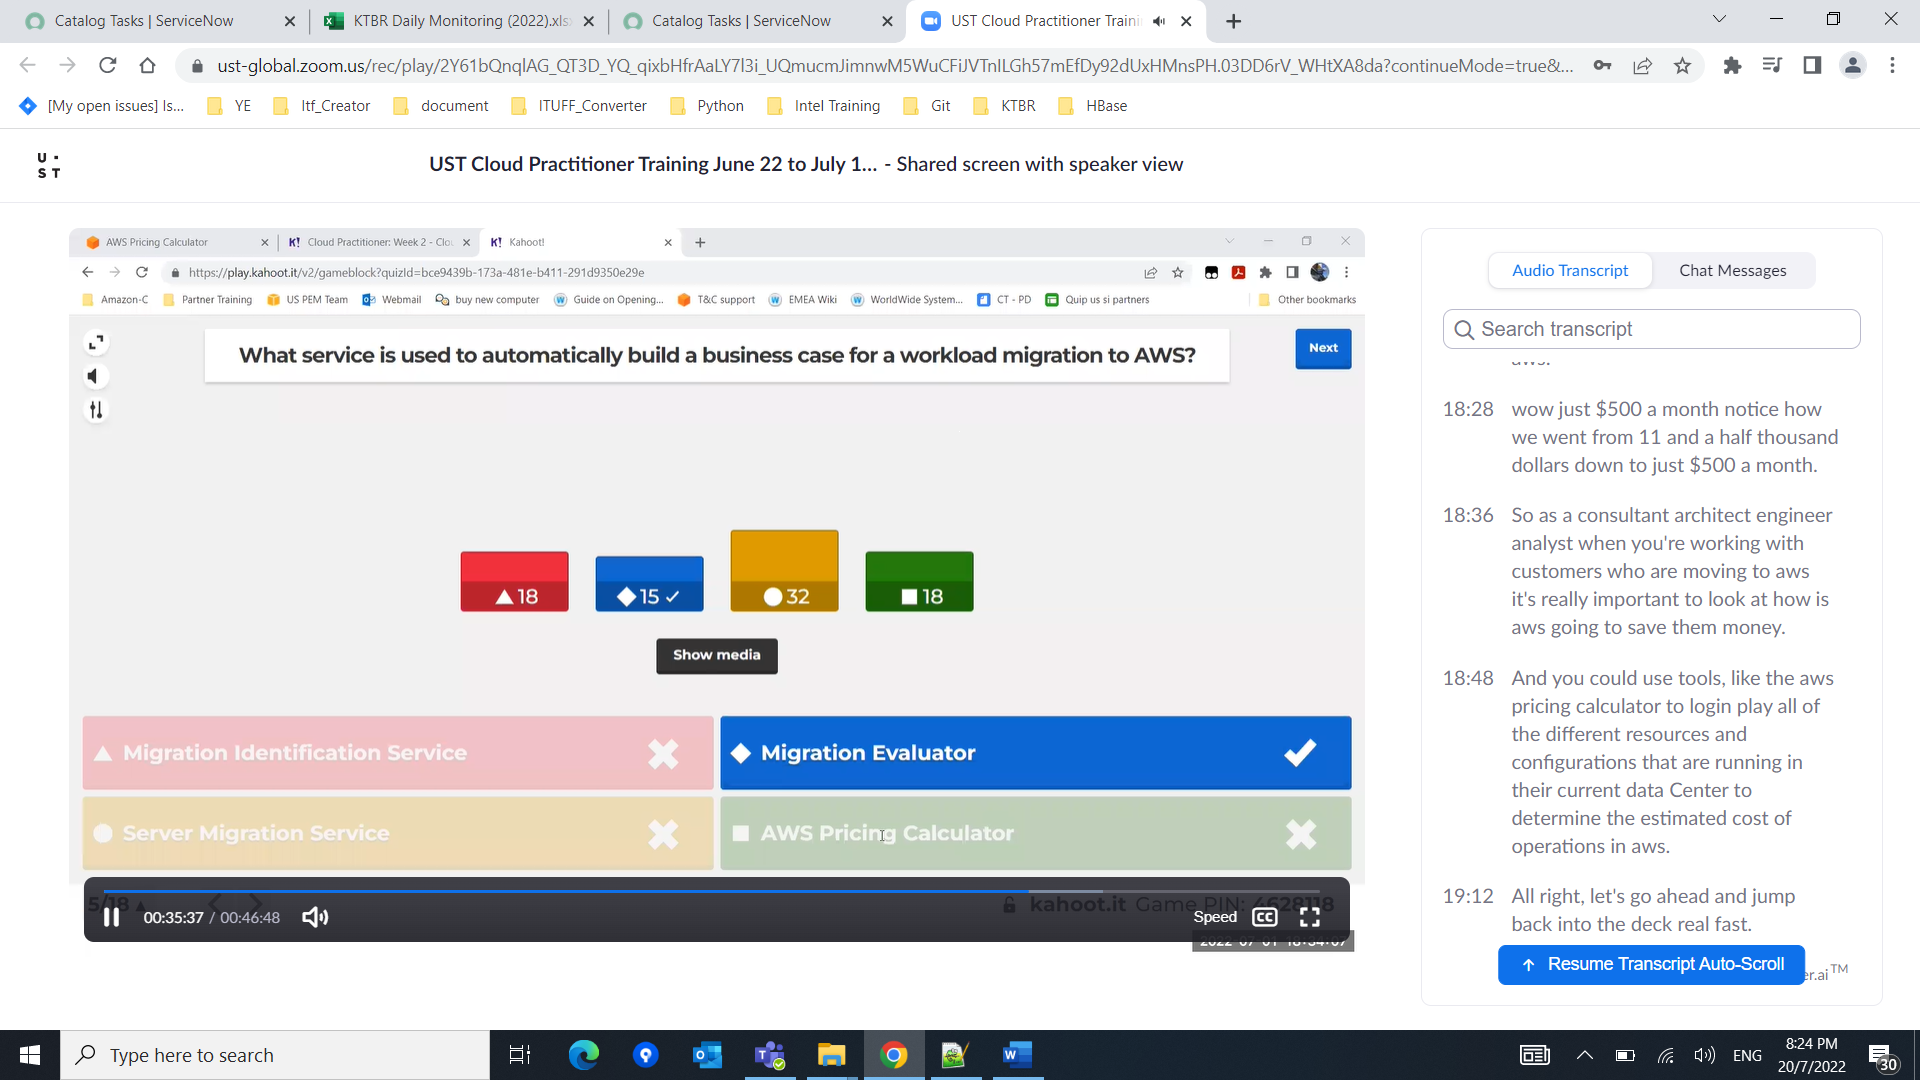 Catalog Tasks | ServiceNow
KTBR Daily Monitoring (2022).xls
Catalog Tasks | ServiceNow
UST Cloud Practitioner Traini
ust-global.zoom.us/rec/play/2Y61bQnqlAG_QT3D_YQ_qixbHfrAaLY7l3i_UQmucmJimnwM5WuCFiJVTnILGh57mEfDy92dUxHMnsPH.03DD6rV_WHtXA8da?continueMode=true&...
[My open issues] Is...
YE
Itf_Creator
document
ITUFF_Converter
Python
Intel Training
Git
KTBR
HBase
U
ST
UST Cloud Practitioner Training June 22 to July 1... - Shared screen with speaker view
AWS Pricing Calculator
K! Cloud Practitioner: Week 2 - Clo
K! Kahoot!
https://play.kahoot.it/v2/gameblock?quizId=bce9439b-173a-481e-b411-291d9350e29e
Amazon-C
Partner Training
US PEM Team
Webmail
buy new computer
Guide on Opening...
T&C support
EMEA Wiki
WorldWide System...
CT - PD
Quip us si partners
Other bookmarks
What service is used to automatically build a business case for a workload migration to AWS?
Next
18
15
32
18
Show media
Migration Identification Service
Migration Evaluator
Server Migration Service
AWS Pricing Calculator
5/18
kahoot.it Game PIN: 4628118
00:35:37 / 00:46:48
Speed
CC
2022-07-01 18:34:07
Audio Transcript
Chat Messages
Search transcript
aws.
18:28 wow just $500 a month notice how
we went from 11 and a half thousand
dollars down to just $500 a month.
18:36 So as a consultant architect engineer
analyst when you're working with
customers who are moving to aws
it's really important to look at how is
aws going to save them money.
18:48 And you could use tools, like the aws
pricing calculator to login play all of
the different resources and
configurations that are running in
their current data Center to
determine the estimated cost of
operations in aws.
19:12 All right, let's go ahead and jump
back into the deck real fast.
Resume Transcript Auto-Scroll
er.ai TM
Type here to search
ENG
8:24 PM
20/7/2022
30